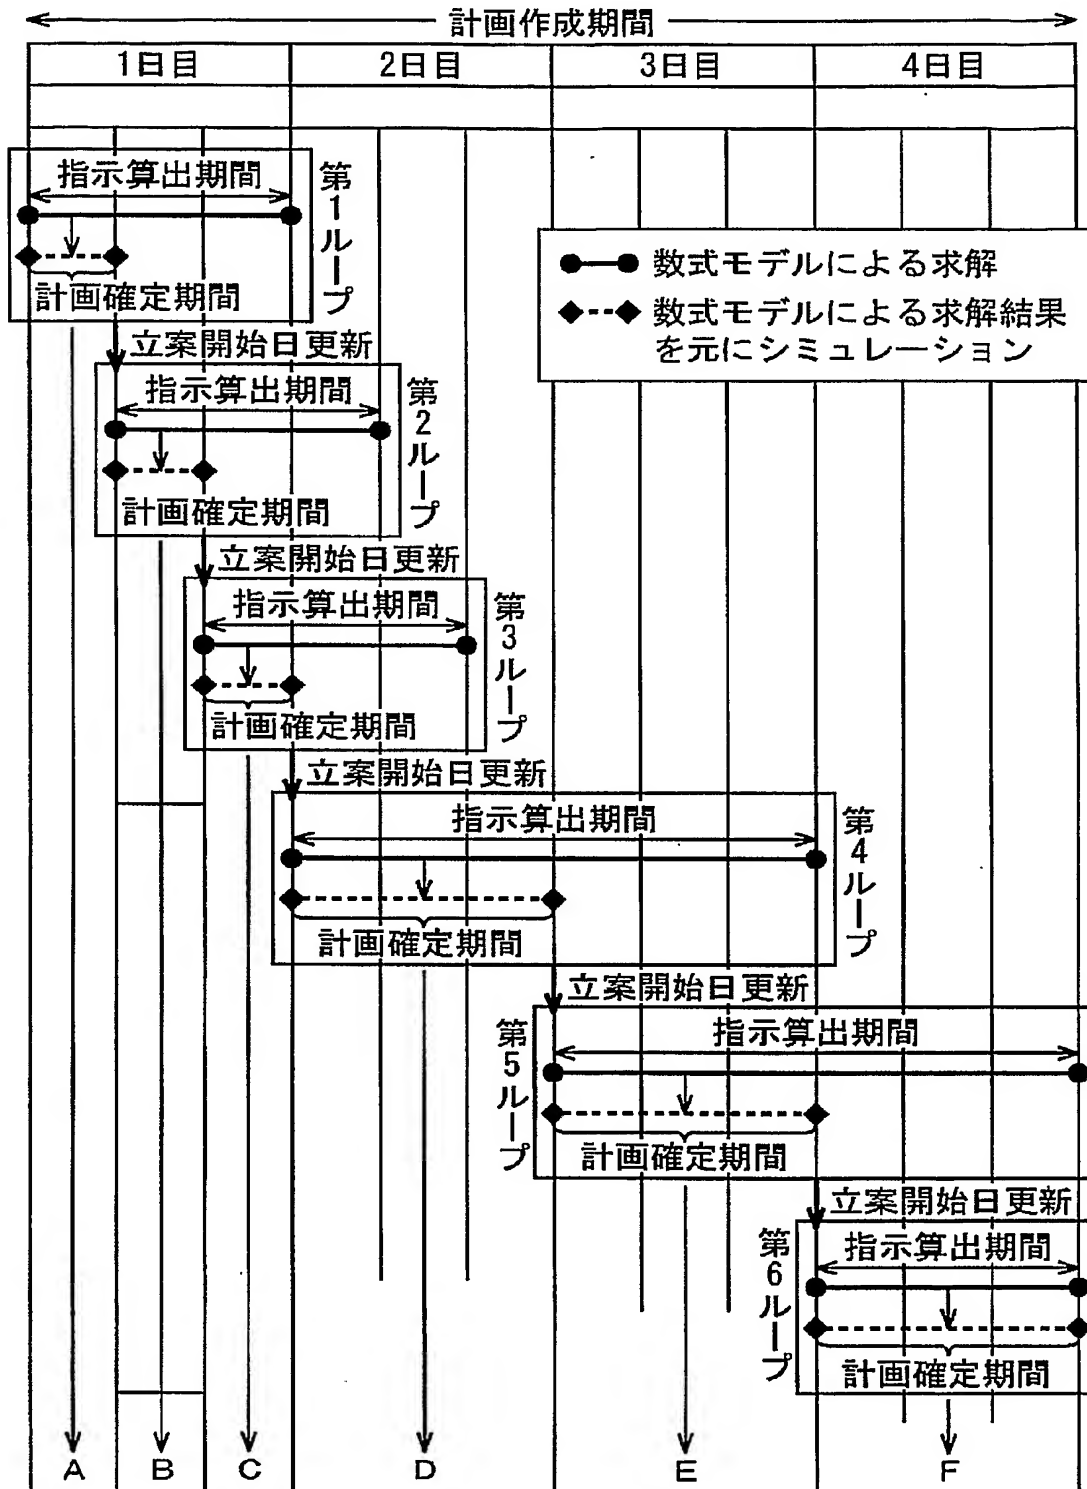 計画作成期間
1日目
2日目
3日目
4日目
指示算出期間
第1ループ
計画確定期間
●─● 数式モデルによる求解
◆--◆ 数式モデルによる求解結果
を元にシミュレーション
立案開始日更新
指示算出期間
第2ループ
計画確定期間
立案開始日更新
指示算出期間
第3ループ
計画確定期間
立案開始日更新
指示算出期間
第4ループ
計画確定期間
立案開始日更新
指示算出期間
第5ループ
計画確定期間
立案開始日更新
指示算出期間
第6ループ
計画確定期間
A
B
C
D
E
F